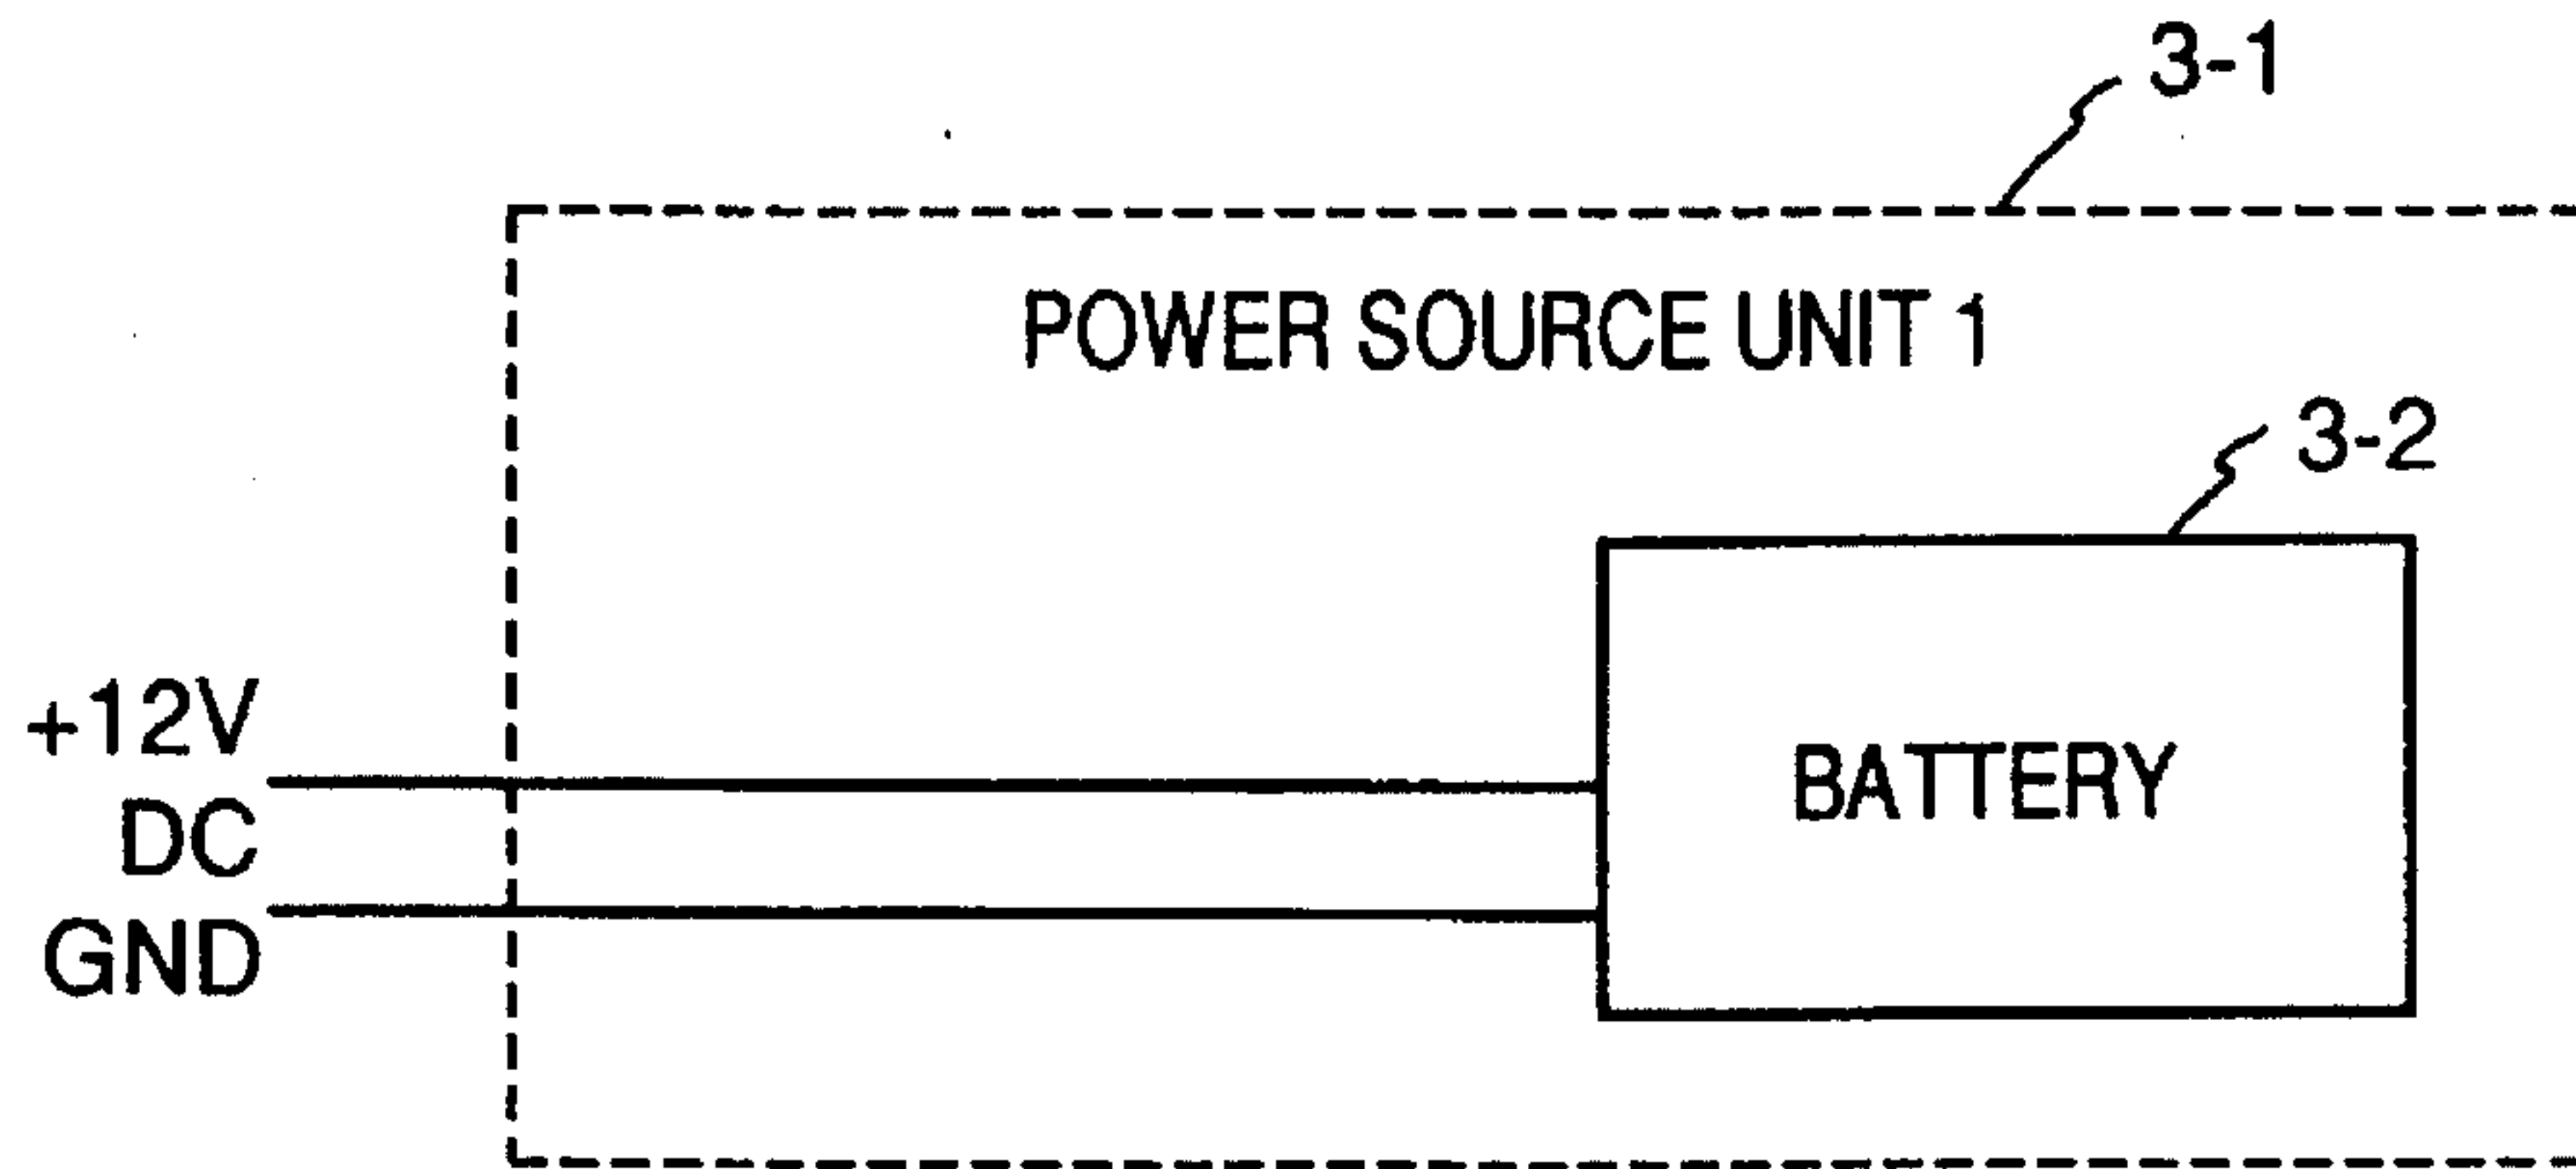 3-1
POWER SOURCE UNIT 1
3-2
+12V
DC
GND
BATTERY